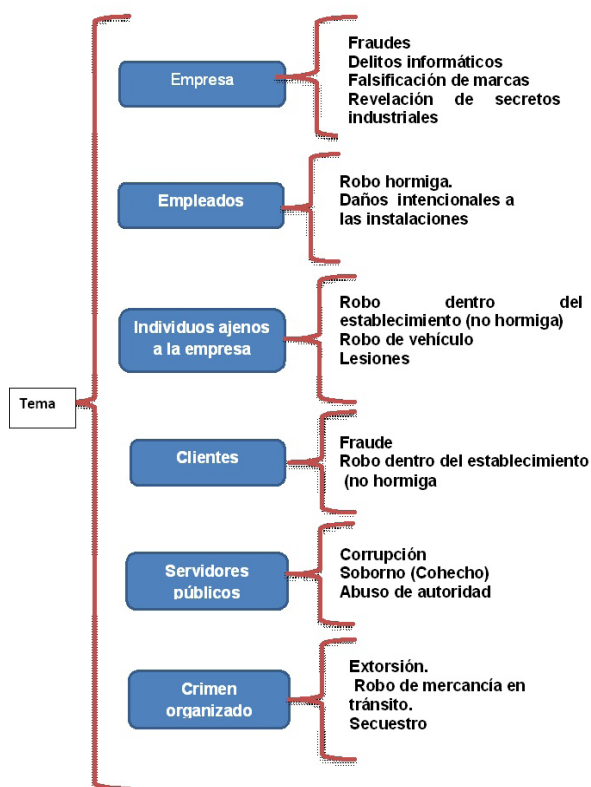 Tema
Empresa
Fraudes
Delitos informáticos
Falsificación de marcas
Revelación de secretos
industriales
Empleados
Robo hormiga.
Daños intencionales a
las instalaciones
Individuos ajenos
a la empresa
Robo dentro del
establecimiento (no hormiga)
Robo de vehículo
Lesiones
Clientes
Fraude
Robo dentro del establecimiento
(no hormiga
Servidores
públicos
Corrupción
Soborno (Cohecho)
Abuso de autoridad
Crimen
organizado
Extorsión.
Robo de mercancía en
tránsito.
Secuestro